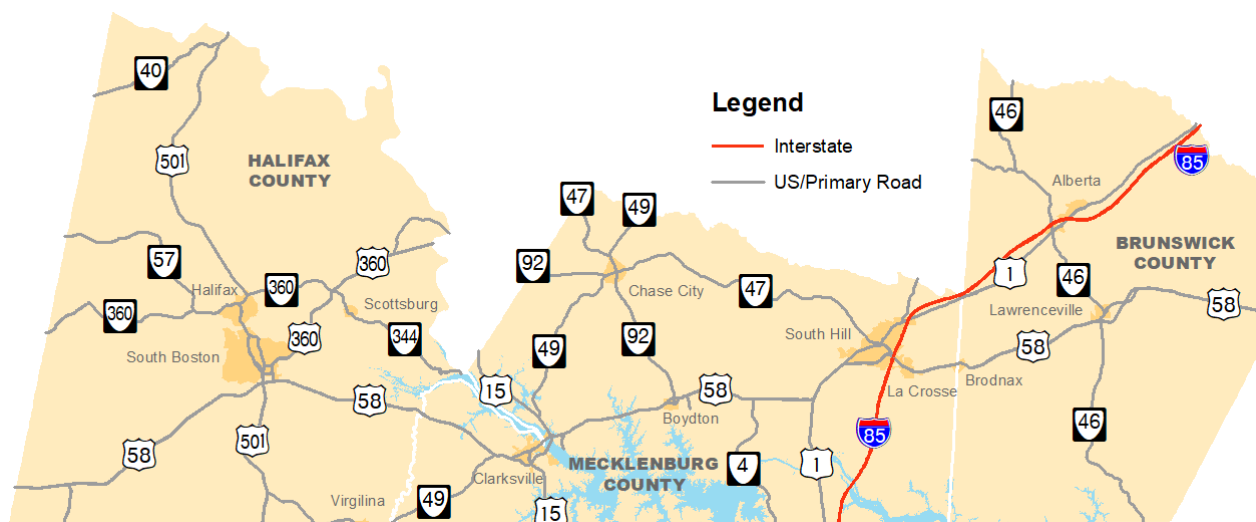 40
46
Legend
Interstate
US/Primary Road
501
HALIFAX
COUNTY
85
Alberta
47
49
57
360
92
BRUNSWICK
COUNTY
1
46
Halifax
360
Scottsburg
Chase City
47
Lawrenceville
58
360
360
344
South Boston
49
92
South Hill
58
Brodnax
La Crosse
15
58
58
Boydton
46
501
58
85
Clarksville
MECKLENBURG
COUNTY
4
1
Virgilina
49
15